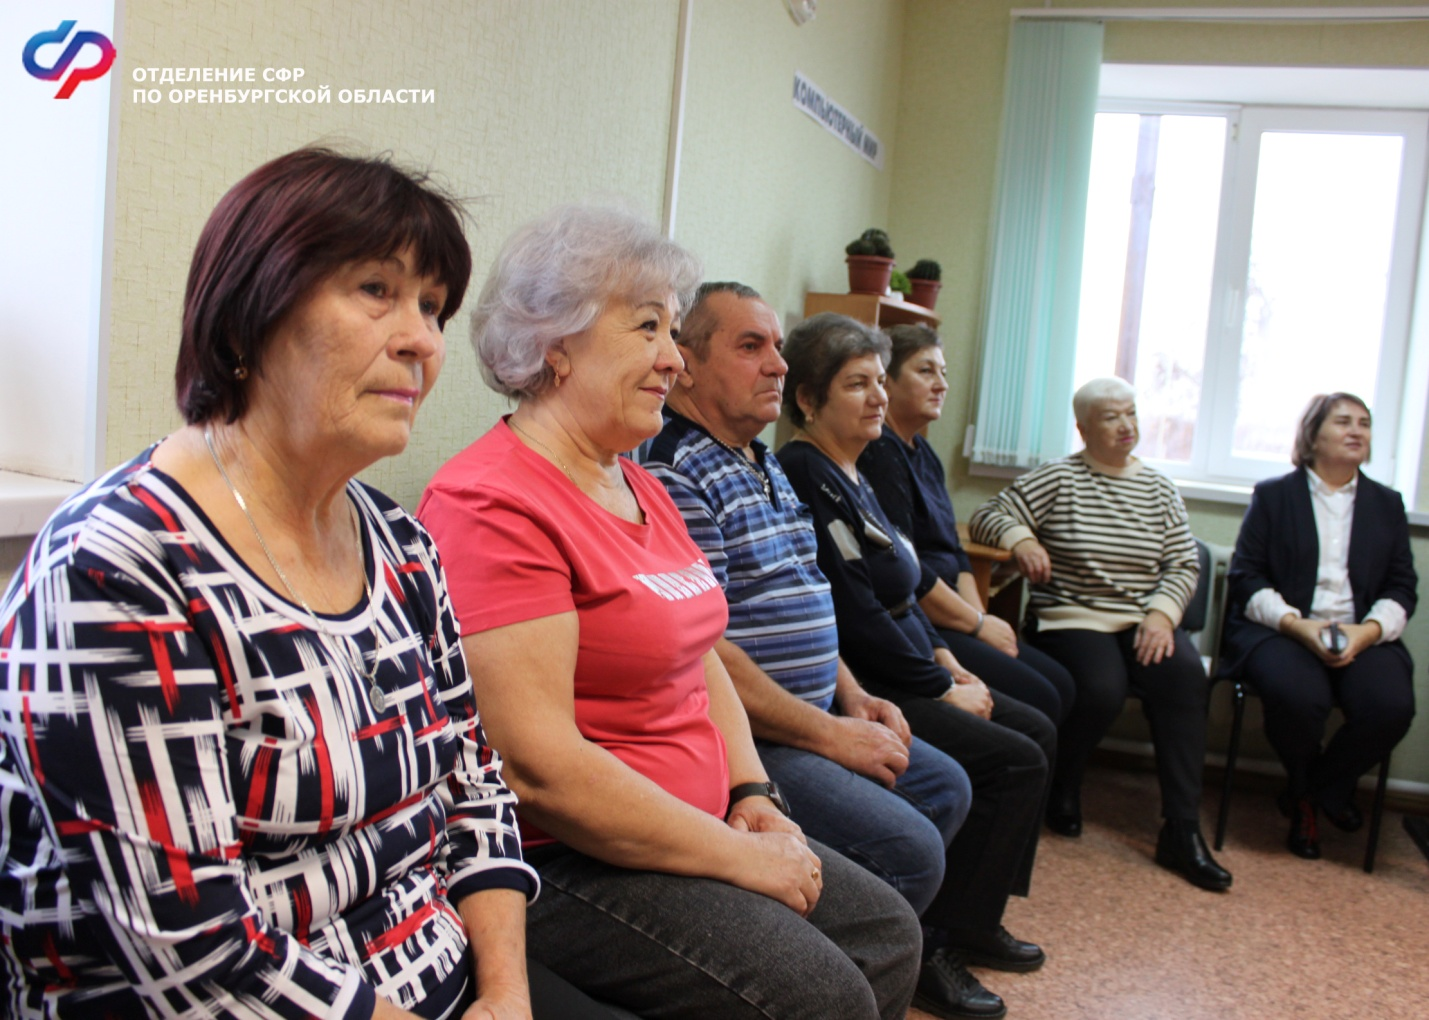 ОТДЕЛЕНИЕ СФР
ПО ОРЕНБУРГСКОЙ ОБЛАСТИ
КОМПЬЮТЕРНЫЙ МИР